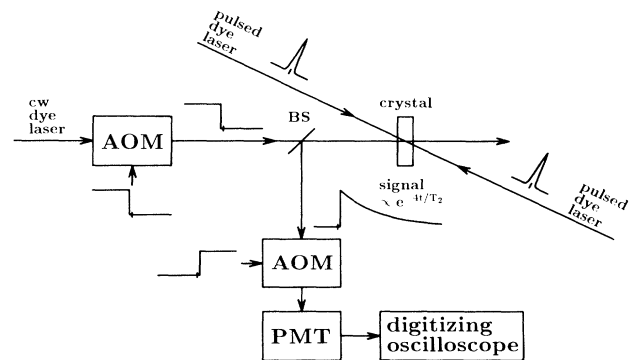 pulsed
dye
laser
cw
dye
laser
AOM
BS
crystal
signal
∝ e -4t/T2
pulsed
dye
laser
AOM
PMT
digitizing
oscilloscope